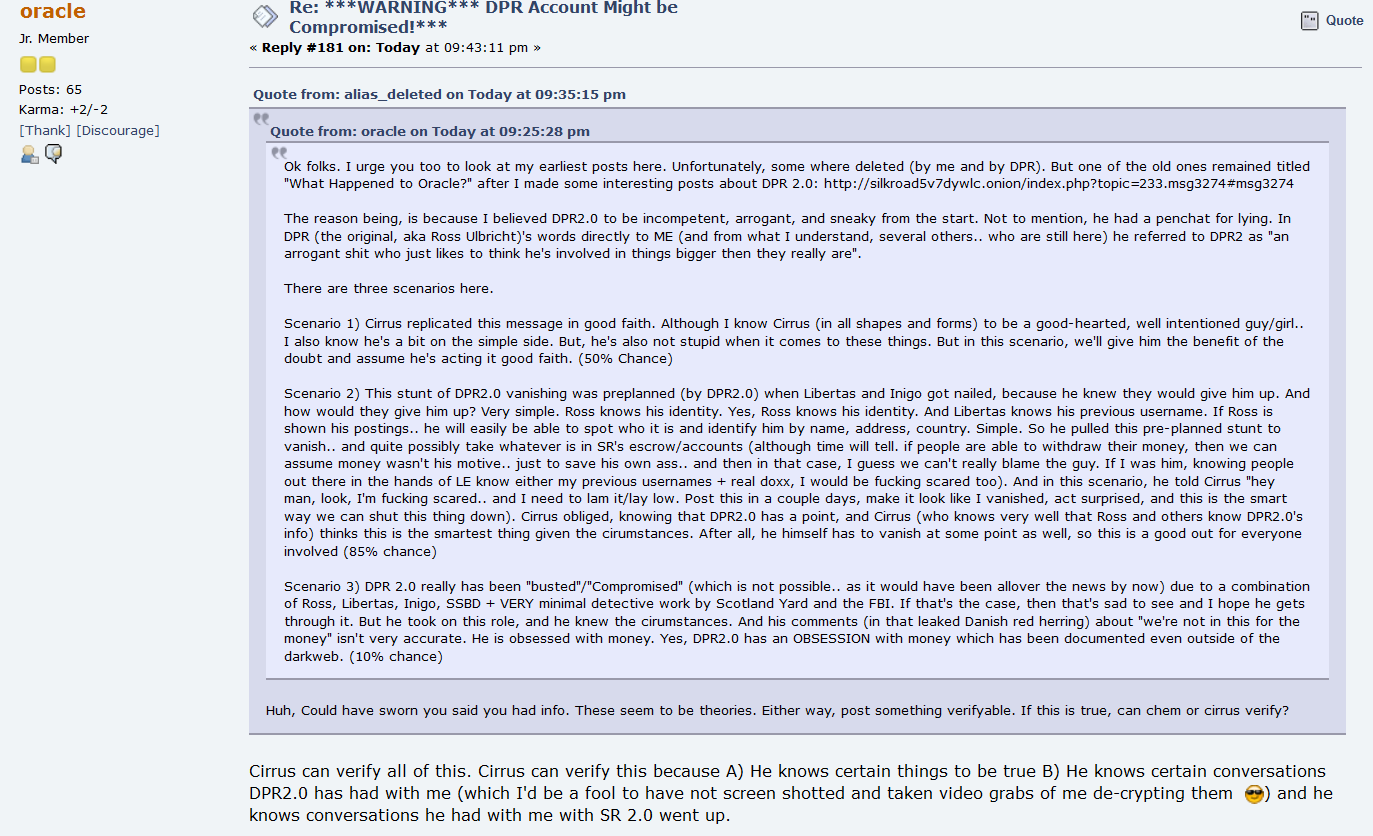 oracle
Jr. Member
Posts: 65
Karma: +2/-2
[Thank] [Discourage]
Re: ***WARNING*** DPR Account Might be
Compromised!***
« Reply #181 on: Today at 09:43:11 pm »
Quote
Quote from: alias_deleted on Today at 09:35:15 pm
Quote from: oracle on Today at 09:25:28 pm
Ok folks. I urge you too to look at my earliest posts here. Unfortunately, some where deleted (by me and by DPR). But one of the old ones remained titled
"What Happened to Oracle?" after I made some interesting posts about DPR 2.0: http://silkroad5v7dywlc.onion/index.php?topic=233.msg3274#msg3274
The reason being, is because I believed DPR2.0 to be incompetent, arrogant, and sneaky from the start. Not to mention, he had a penchat for lying. In
DPR (the original, aka Ross Ulbricht)'s words directly to ME (and from what I understand, several others.. who are still here) he referred to DPR2 as "an
arrogant shit who just likes to think he's involved in things bigger then they really are".
There are three scenarios here.
Scenario 1) Cirrus replicated this message in good faith. Although I know Cirrus (in all shapes and forms) to be a good-hearted, well intentioned guy/girl..
I also know he's a bit on the simple side. But, he's also not stupid when it comes to these things. But in this scenario, we'll give him the benefit of the
doubt and assume he's acting it good faith. (50% Chance)
Scenario 2) This stunt of DPR2.0 vanishing was preplanned (by DPR2.0) when Libertas and Inigo got nailed, because he knew they would give him up. And
how would they give him up? Very simple. Ross knows his identity. Yes, Ross knows his identity. And Libertas knows his previous username. If Ross is
shown his postings.. he will easily be able to spot who it is and identify him by name, address, country. Simple. So he pulled this pre-planned stunt to
vanish.. and quite possibly take whatever is in SR's escrow/accounts (although time will tell. if people are able to withdraw their money, then we can
assume money wasn't his motive.. just to save his own ass.. and then in that case, I guess we can't really blame the guy. If I was him, knowing people
out there in the hands of LE know either my previous usernames + real doxx, I would be fucking scared too). And in this scenario, he told Cirrus "hey
man, look, I'm fucking scared.. and I need to lam it/lay low. Post this in a couple days, make it look like I vanished, act surprised, and this is the smart
way we can shut this thing down). Cirrus obliged, knowing that DPR2.0 has a point, and Cirrus (who knows very well that Ross and others know DPR2.0's
info) thinks this is the smartest thing given the cirumstances. After all, he himself has to vanish at some point as well, so this is a good out for everyone
involved (85% chance)
Scenario 3) DPR 2.0 really has been "busted"/"Compromised" (which is not possible.. as it would have been allover the news by now) due to a combination
of Ross, Libertas, Inigo, SSBD + VERY minimal detective work by Scotland Yard and the FBI. If that's the case, then that's sad to see and I hope he gets
through it. But he took on this role, and he knew the cirumstances. And his comments (in that leaked Danish red herring) about "we're not in this for the
money" isn't very accurate. He is obsessed with money. Yes, DPR2.0 has an OBSESSION with money which has been documented even outside of the
darkweb. (10% chance)
Huh, Could have sworn you said you had info. These seem to be theories. Either way, post something verifyable. If this is true, can chem or cirrus verify?
Cirrus can verify all of this. Cirrus can verify this because A) He knows certain things to be true B) He knows certain conversations
DPR2.0 has had with me (which I'd be a fool to have not screen shotted and taken video grabs of me de-crypting them 😎) and he
knows conversations he had with me with SR 2.0 went up.